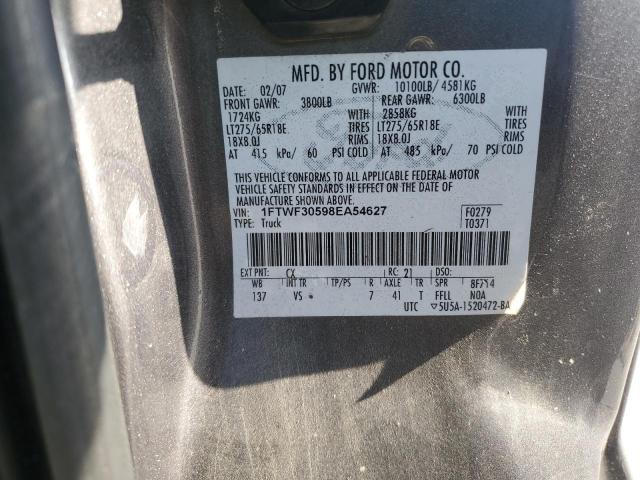 MFD. BY FORD MOTOR CO.
DATE: 02/07 GVWR: 10100LB/ 4581KG
FRONT GAWR: 3800LB REAR GAWR: 6300LB
1724KG WITH 2858KG WITH
LT275/65R18E TIRES LT275/65R18E TIRES
18X8.0J RIMS 18X8.0J RIMS
AT 415 kPa/ 60 PSI COLD AT 485 kPa/ 70 PSI COLD
THIS VEHICLE CONFORMS TO ALL APPLICABLE FEDERAL MOTOR
VEHICLE SAFETY STANDARDS IN EFFECT ON THE DATE OF
MANUFACTURE SHOWN ABOVE.
VIN: 1FTWF30598EA54627 F0279
TYPE: Truck T0371
EXT PNT: CX RC: 21 DSO:
WB INT TR TP/PS R AXLE TR SPR 8F714
137 VS 7 41 T FFLL NOA
UTC ▽5U5A-1520472-BA